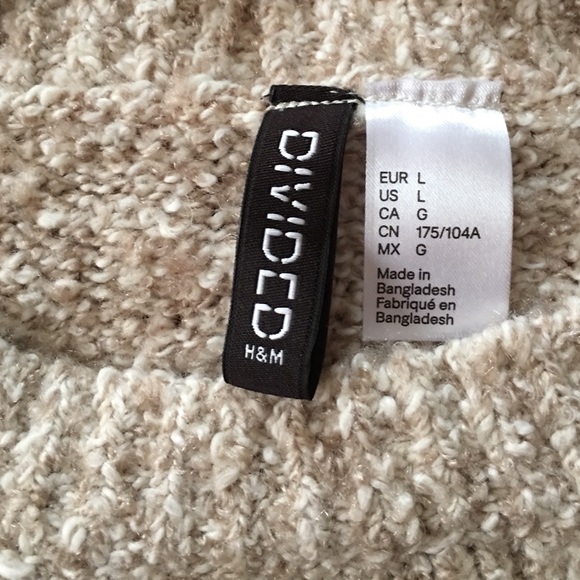 DIVIDED
H&M
EUR L
US L
CA G
CN 175/104A
MX G
Made in
Bangladesh
Fabriqué en
Bangladesh